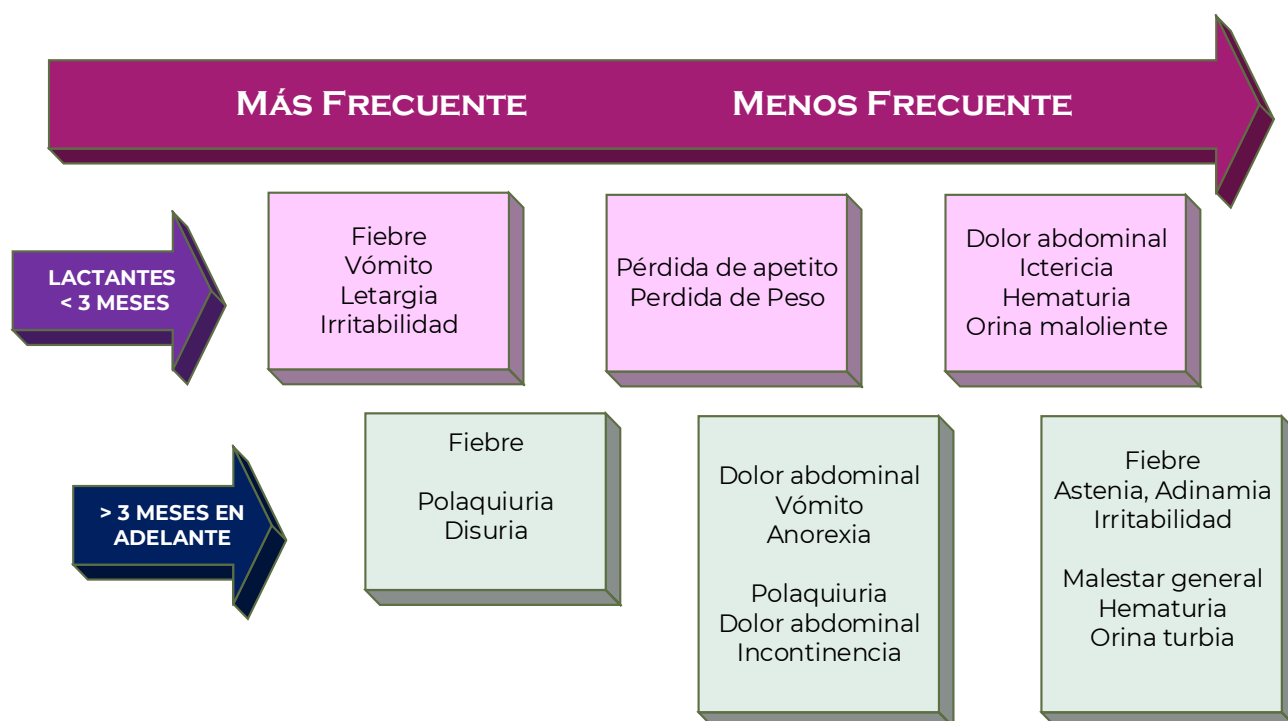 MÁS FRECUENTE MENOS FRECUENTE
LACTANTES
< 3 MESES
Fiebre
Vómito
Letargia
Irritabilidad
Pérdida de apetito
Perdida de Peso
Dolor abdominal
Ictericia
Hematuria
Orina maloliente
> 3 MESES EN
ADELANTE
Fiebre
Polaquiuria
Disuria
Dolor abdominal
Vómito
Anorexia
Polaquiuria
Dolor abdominal
Incontinencia
Fiebre
Astenia, Adinamia
Irritabilidad
Malestar general
Hematuria
Orina turbia